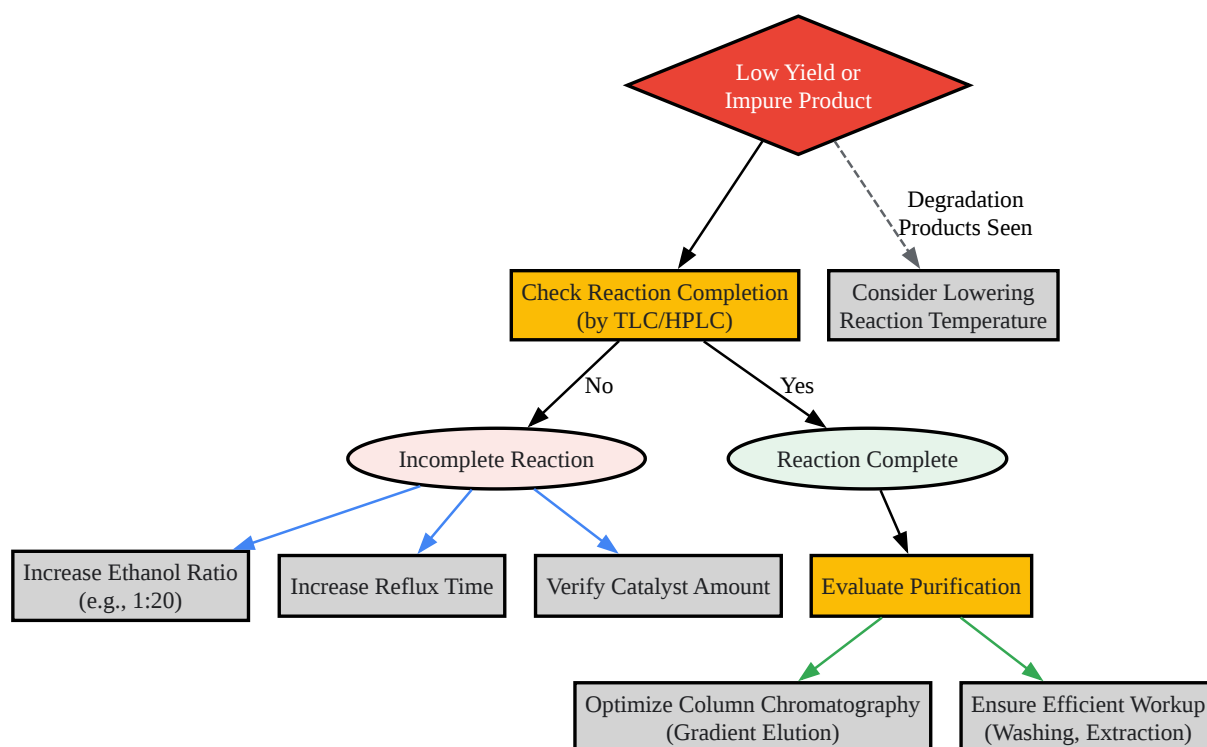 Low Yield or
Impure Product
Degradation
Products Seen
Check Reaction Completion
(by TLC/HPLC)
Consider Lowering
Reaction Temperature
No
Yes
Incomplete Reaction
Reaction Complete
Increase Ethanol Ratio
(e.g., 1:20)
Increase Reflux Time
Verify Catalyst Amount
Evaluate Purification
Optimize Column Chromatography
(Gradient Elution)
Ensure Efficient Workup
(Washing, Extraction)